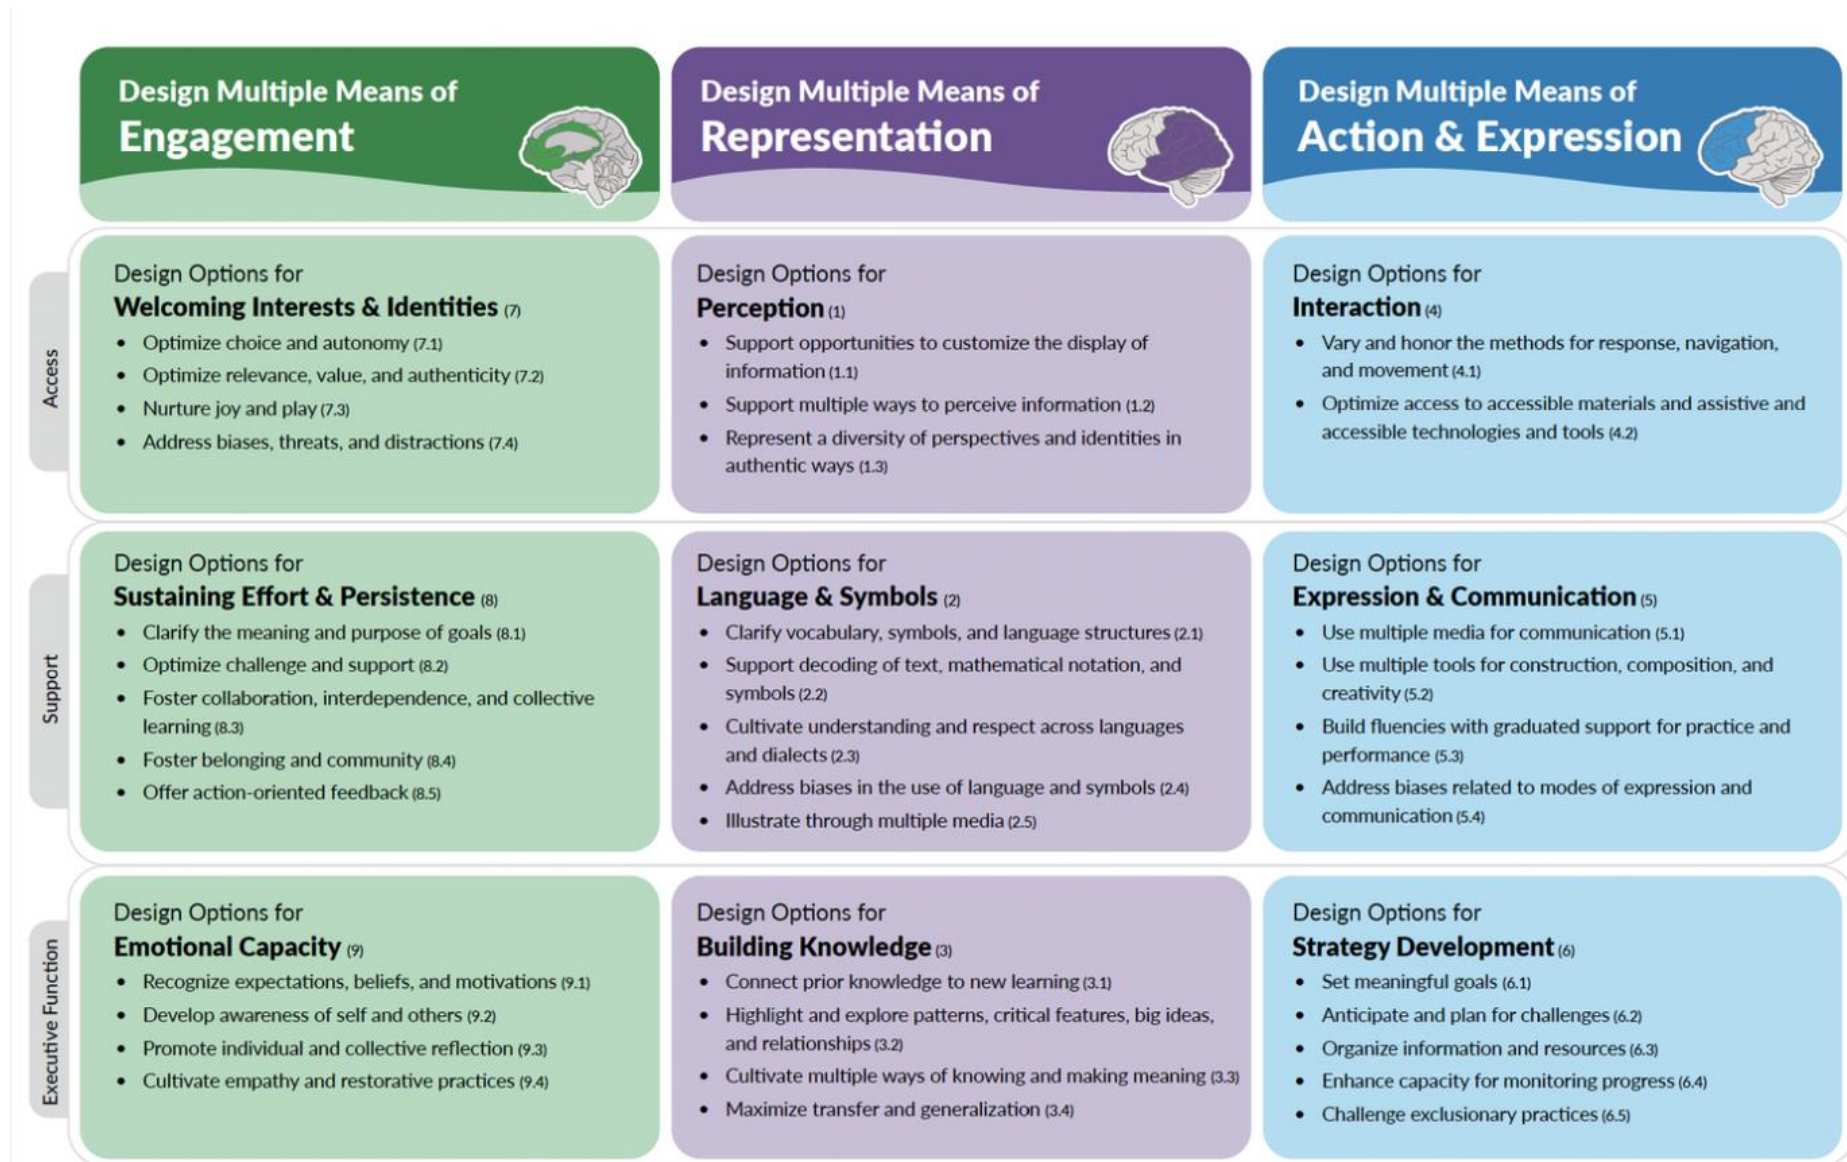 Design Multiple Means of
Engagement
Design Multiple Means of
Representation
Design Multiple Means of
Action & Expression
Access
Design Options for
Welcoming Interests & Identities (7)
• Optimize choice and autonomy (7.1)
• Optimize relevance, value, and authenticity (7.2)
• Nurture joy and play (7.3)
• Address biases, threats, and distractions (7.4)
Design Options for
Perception (1)
• Support opportunities to customize the display of
information (1.1)
• Support multiple ways to perceive information (1.2)
• Represent a diversity of perspectives and identities in
authentic ways (1.3)
Design Options for
Interaction (4)
• Vary and honor the methods for response, navigation,
and movement (4.1)
• Optimize access to accessible materials and assistive and
accessible technologies and tools (4.2)
Support
Design Options for
Sustaining Effort & Persistence (8)
• Clarify the meaning and purpose of goals (8.1)
• Optimize challenge and support (8.2)
• Foster collaboration, interdependence, and collective
learning (8.3)
• Foster belonging and community (8.4)
• Offer action-oriented feedback (8.5)
Design Options for
Language & Symbols (2)
• Clarify vocabulary, symbols, and language structures (2.1)
• Support decoding of text, mathematical notation, and
symbols (2.2)
• Cultivate understanding and respect across languages
and dialects (2.3)
• Address biases in the use of language and symbols (2.4)
• Illustrate through multiple media (2.5)
Design Options for
Expression & Communication (5)
• Use multiple media for communication (5.1)
• Use multiple tools for construction, composition, and
creativity (5.2)
• Build fluencies with graduated support for practice and
performance (5.3)
• Address biases related to modes of expression and
communication (5.4)
Executive Function
Design Options for
Emotional Capacity (9)
• Recognize expectations, beliefs, and motivations (9.1)
• Develop awareness of self and others (9.2)
• Promote individual and collective reflection (9.3)
• Cultivate empathy and restorative practices (9.4)
Design Options for
Building Knowledge (3)
• Connect prior knowledge to new learning (3.1)
• Highlight and explore patterns, critical features, big ideas,
and relationships (3.2)
• Cultivate multiple ways of knowing and making meaning (3.3)
• Maximize transfer and generalization (3.4)
Design Options for
Strategy Development (6)
• Set meaningful goals (6.1)
• Anticipate and plan for challenges (6.2)
• Organize information and resources (6.3)
• Enhance capacity for monitoring progress (6.4)
• Challenge exclusionary practices (6.5)